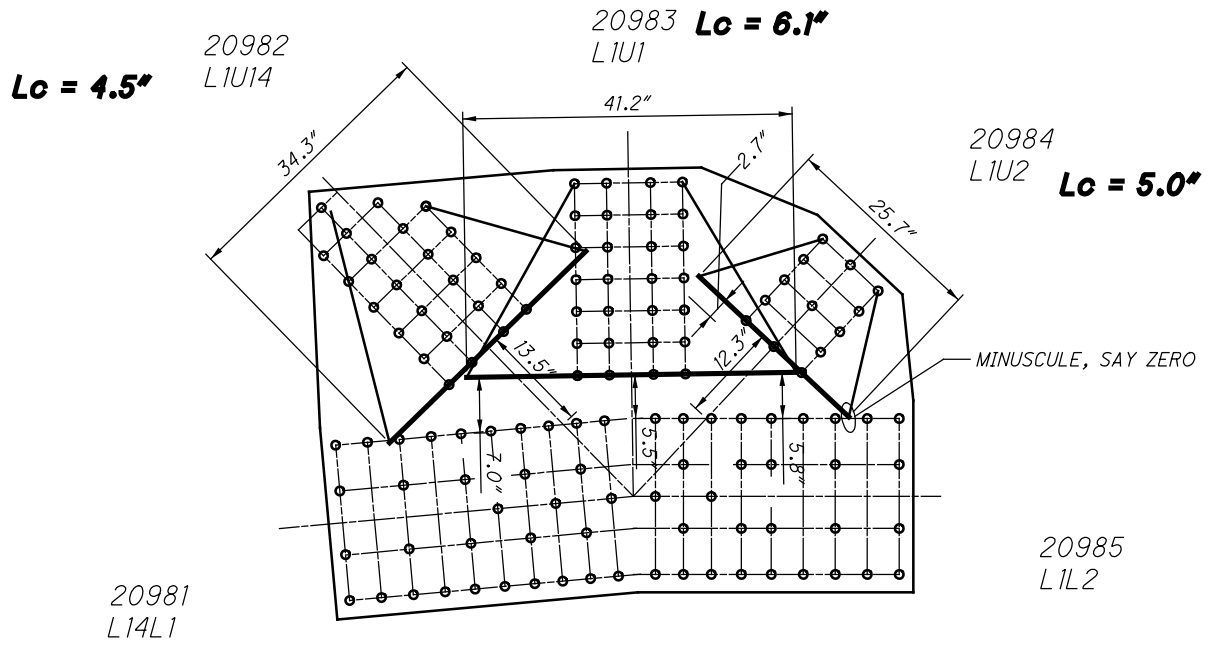 20983 Lc = 6.1"
L1U1
20982
L1U14
Lc = 4.5"
41.2"
34.3"
2.7"
20984
L1U2
Lc = 5.0"
25.7"
13.5"
12.3"
MINUSCULE, SAY ZERO
7.0"
5.5"
5.8"
20985
L1L2
20981
L14L1